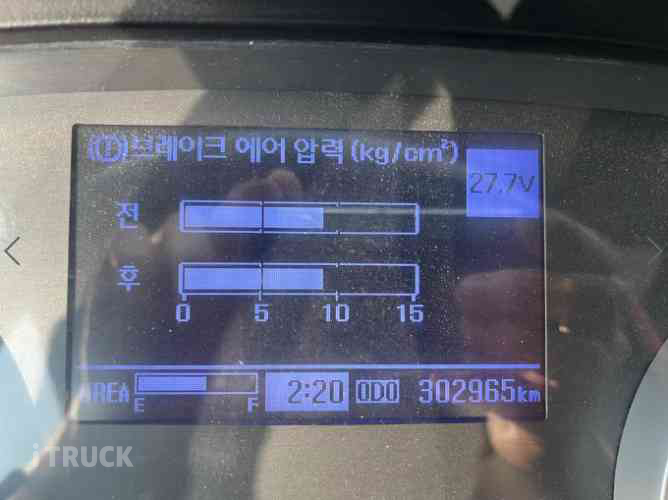 (!)브레이크 에어 압력 (kg/cm²)
27.7V
전
후
0 5 10 15
UREA E F 2:20 ODO 302965km
iTRUCK